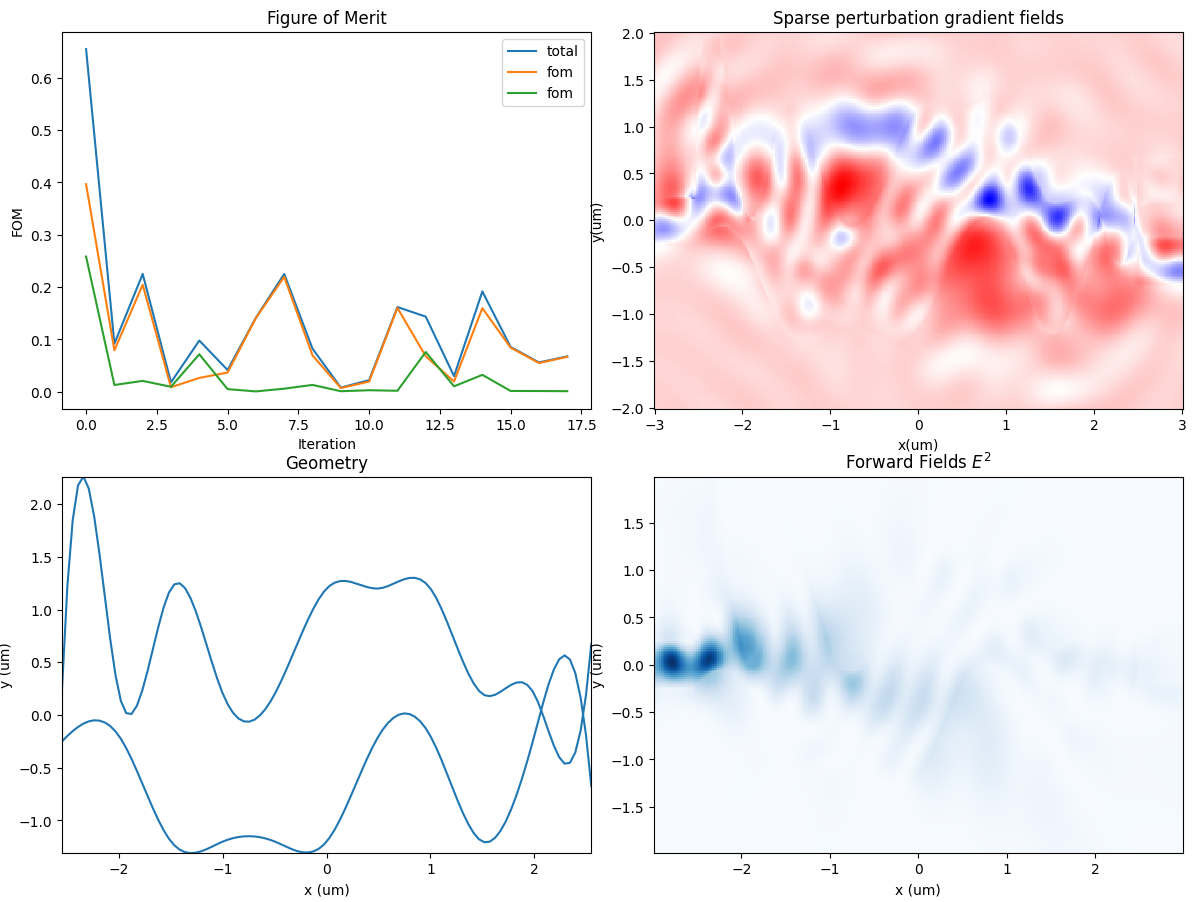 Figure of Merit
total
fom
fom
FOM
0.6
0.5
0.4
0.3
0.2
0.1
0.0
0.0 2.5 5.0 7.5 10.0 12.5 15.0 17.5
Iteration
Sparse perturbation gradient fields
y(um)
2.0
1.5
1.0
0.5
0.0
−0.5
−1.0
−1.5
−2.0
−3 −2 −1 0 1 2 3
x(um)
Geometry
y (um)
2.0
1.5
1.0
0.5
0.0
−0.5
−1.0
−2 −1 0 1 2
x (um)
Forward Fields E²
y (um)
1.5
1.0
0.5
0.0
−0.5
−1.0
−1.5
−2 −1 0 1 2
x (um)